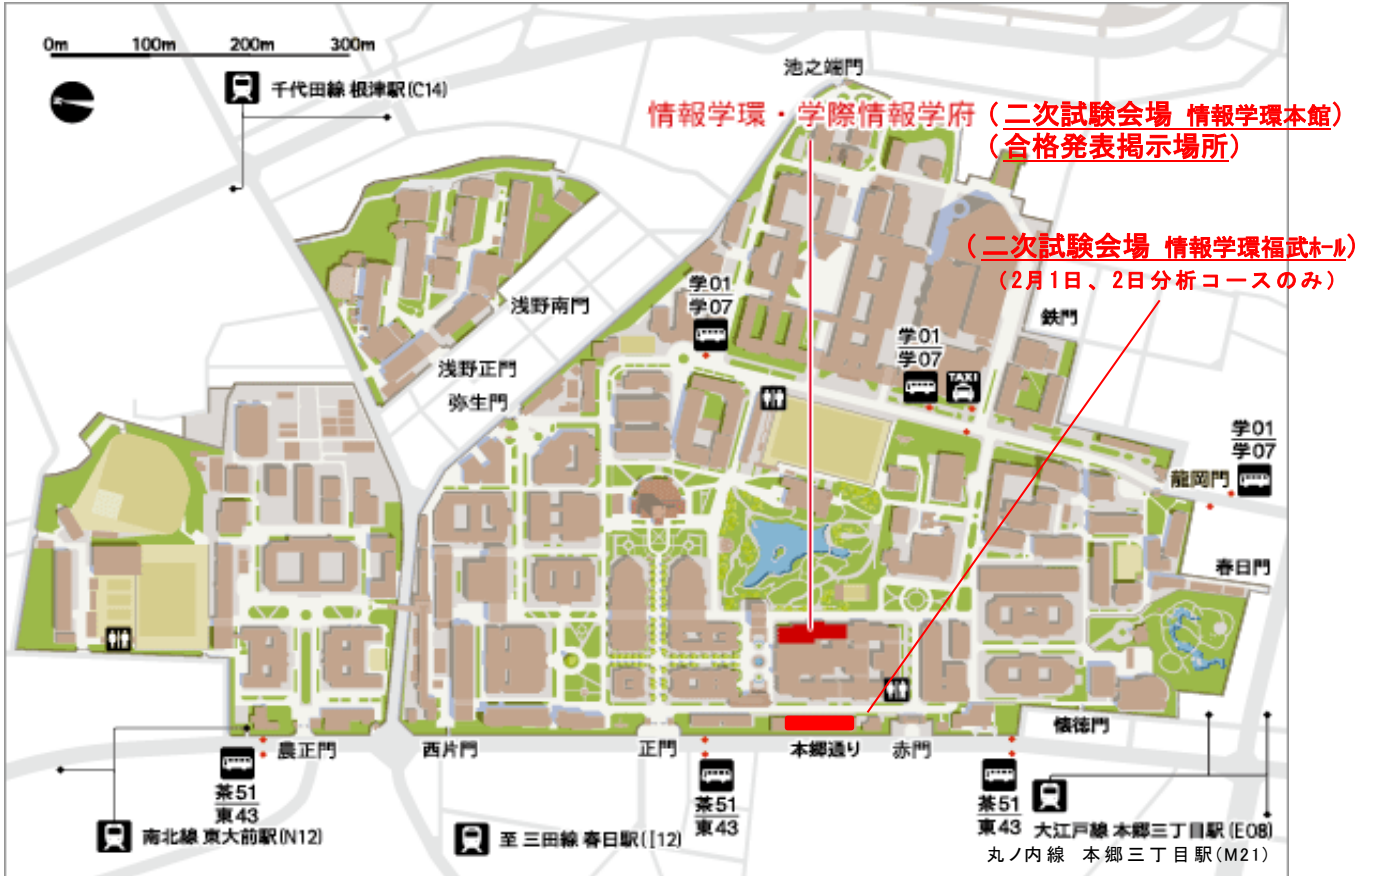 0m 100m 200m 300m
千代田線 根津駅(C14)
池之端門
情報学環・学際情報学府
(二次試験会場 情報学環本館)
(合格発表掲示場所)
(二次試験会場 情報学環福武ホール)
(2月1日、2日分析コースのみ)
浅野南門
学01
学07
鉄門
学01
学07
TAXI
浅野正門
弥生門
学01
学07
龍岡門
春日門
懐徳門
農正門
西片門
正門
本郷通り
赤門
茶51
東43
茶51
東43
茶51
東43
南北線 東大前駅(N12)
至 三田線 春日駅(I12)
大江戸線 本郷三丁目駅(E08)
丸ノ内線 本郷三丁目駅(M21)